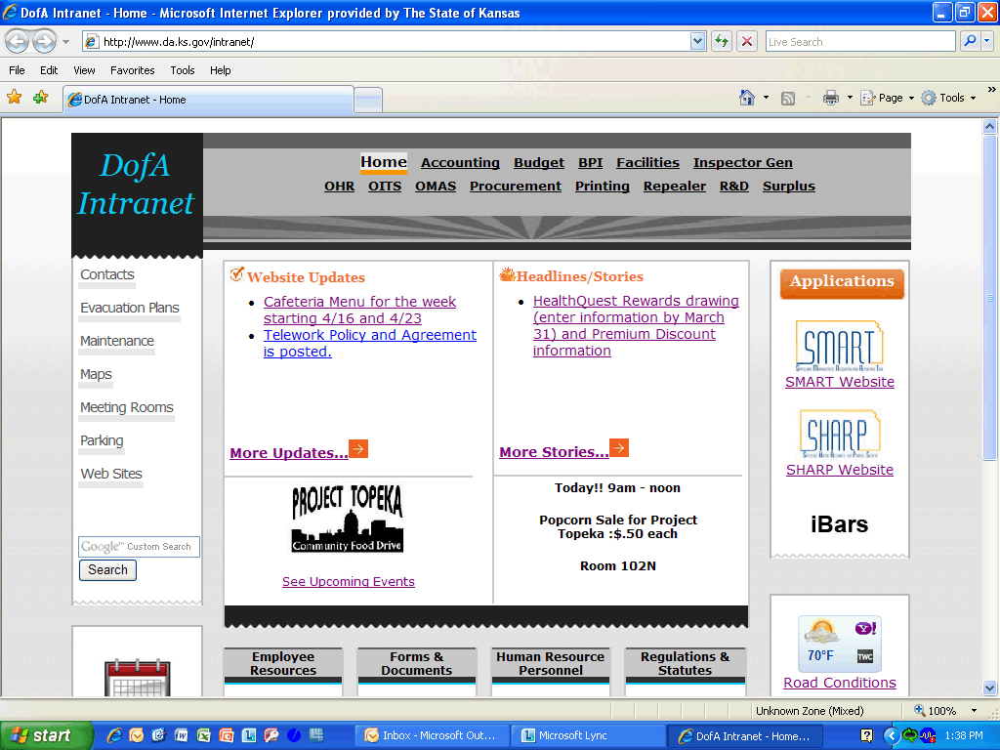 DofA Intranet - Home - Microsoft Internet Explorer provided by The State of Kansas
http://www.da.ks.gov/intranet/
Live Search
File Edit View Favorites Tools Help
DofA Intranet - Home
Page Tools
DofA
Intranet
Home Accounting Budget BPI Facilities Inspector Gen
OHR OITS OMAS Procurement Printing Repealer R&D Surplus
Contacts
Evacuation Plans
Maintenance
Maps
Meeting Rooms
Parking
Web Sites
Google™ Custom Search
Search
Website Updates
Cafeteria Menu for the week
starting 4/16 and 4/23
Telework Policy and Agreement
is posted.
More Updates...
Headlines/Stories
HealthQuest Rewards drawing
(enter information by March
31) and Premium Discount
information
More Stories...
PROJECT TOPEKA
Community Food Drive
See Upcoming Events
Today!! 9am - noon
Popcorn Sale for Project
Topeka :$.50 each
Room 102N
Applications
SMART
SMART Website
SHARP
SHARP Website
iBars
Y!
70°F
TWC
Road Conditions
Employee
Resources
Forms &
Documents
Human Resource
Personnel
Regulations &
Statutes
Unknown Zone (Mixed)
100%
start
Inbox - Microsoft Out...
Microsoft Lync
DofA Intranet - Home...
1:38 PM